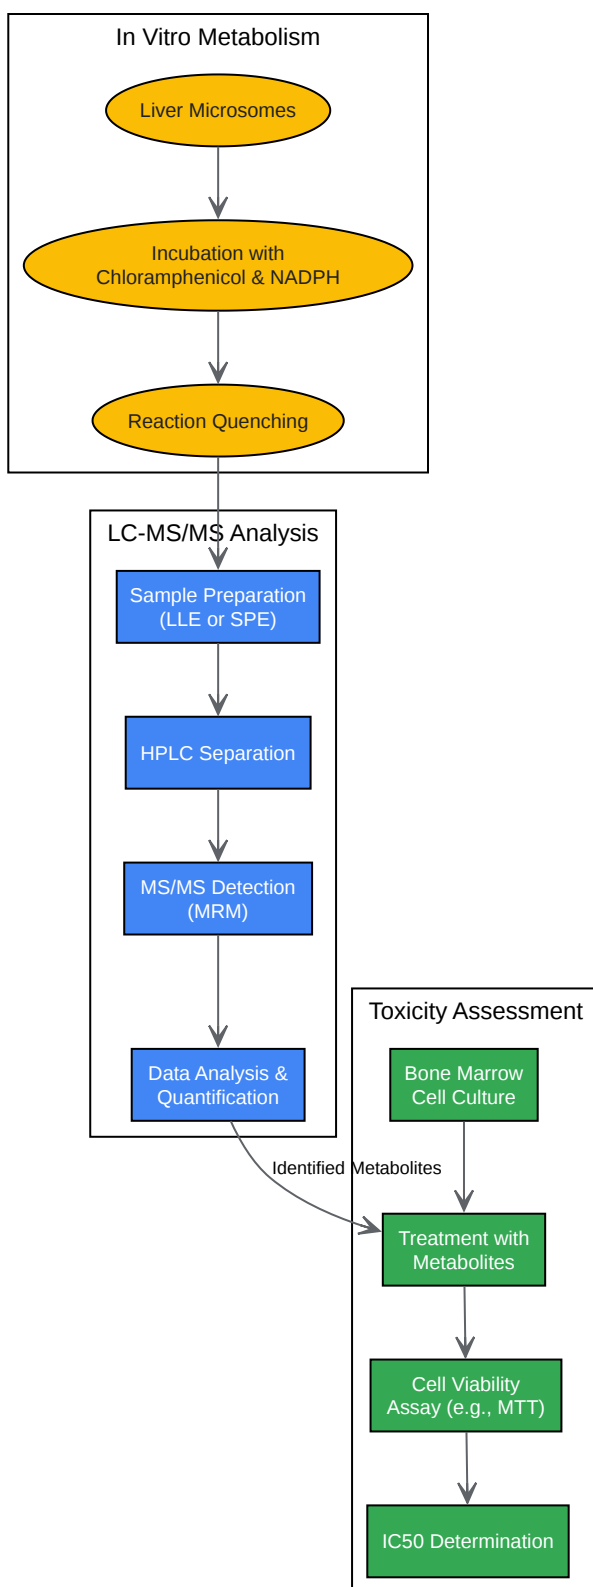 In Vitro Metabolism
Liver Microsomes
Incubation with
Chloramphenicol & NADPH
Reaction Quenching
LC-MS/MS Analysis
Sample Preparation
(LLE or SPE)
HPLC Separation
MS/MS Detection
(MRM)
Data Analysis &
Quantification
Identified Metabolites
Toxicity Assessment
Bone Marrow
Cell Culture
Treatment with
Metabolites
Cell Viability
Assay (e.g., MTT)
IC50 Determination